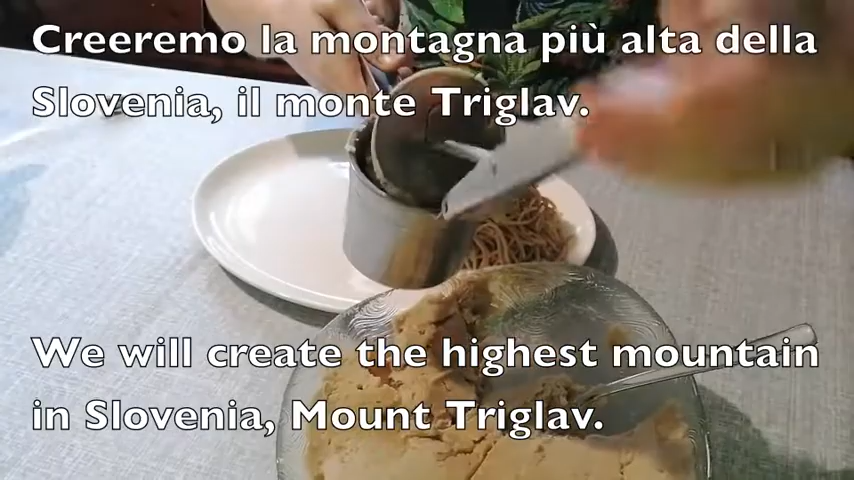 Creeremo la montagna più alta della
Slovenia, il monte Triglav.
We will create the highest mountain
in Slovenia, Mount Triglav.